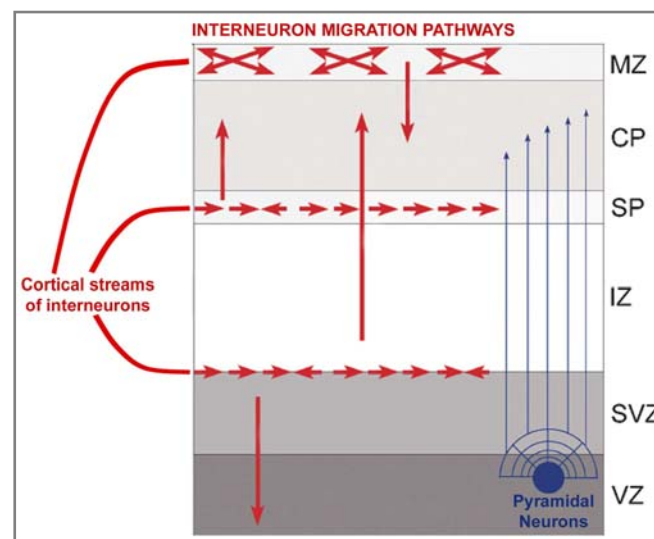 INTERNEURON MIGRATION PATHWAYS
MZ
CP
SP
Cortical streams
of interneurons
IZ
SVZ
VZ
Pyramidal
Neurons